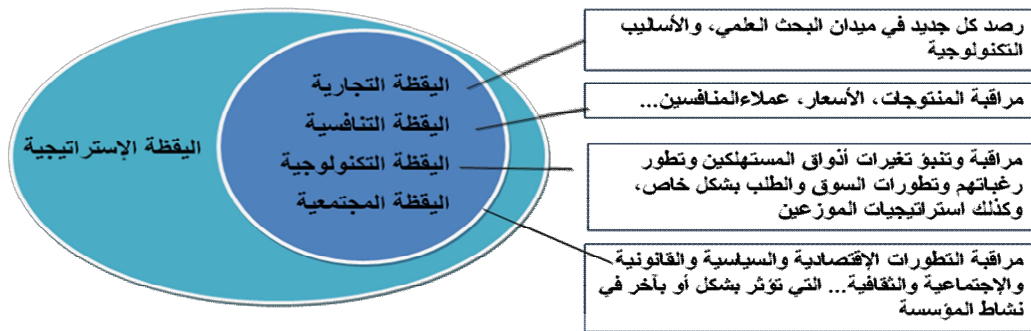 رصد كل جديد في ميدان البحث العلمي، والأساليب
التكنولوجية
مراقبة المنتوجات، الأسعار، عملاءالمنافسين...
مراقبة وتنبؤ تغيرات أذواق المستهلكين وتطور
رغباتهم وتطورات السوق والطلب بشكل خاص،
وكذلك استراتيجيات الموزعين
مراقبة التطورات الإقتصادية والسياسية والقانونية
والإجتماعية والثقافية... التي تؤثر بشكل أو بآخر في
نشاط المؤسسة
اليقظة التجارية
اليقظة التنافسية
اليقظة التكنولوجية
اليقظة المجتمعية
اليقظة الإستراتيجية